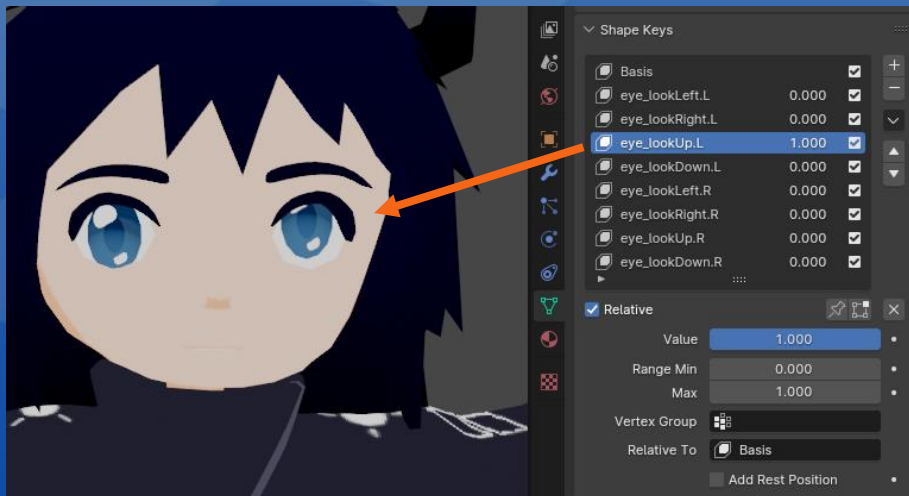 Shape Keys
Basis
eye_lookLeft.L 0.000
eye_lookRight.L 0.000
eye_lookUp.L 1.000
eye_lookDown.L 0.000
eye_lookLeft.R 0.000
eye_lookRight.R 0.000
eye_lookUp.R 0.000
eye_lookDown.R 0.000
Relative
Value 1.000
Range Min 0.000
Max 1.000
Vertex Group
Relative To Basis
Add Rest Position